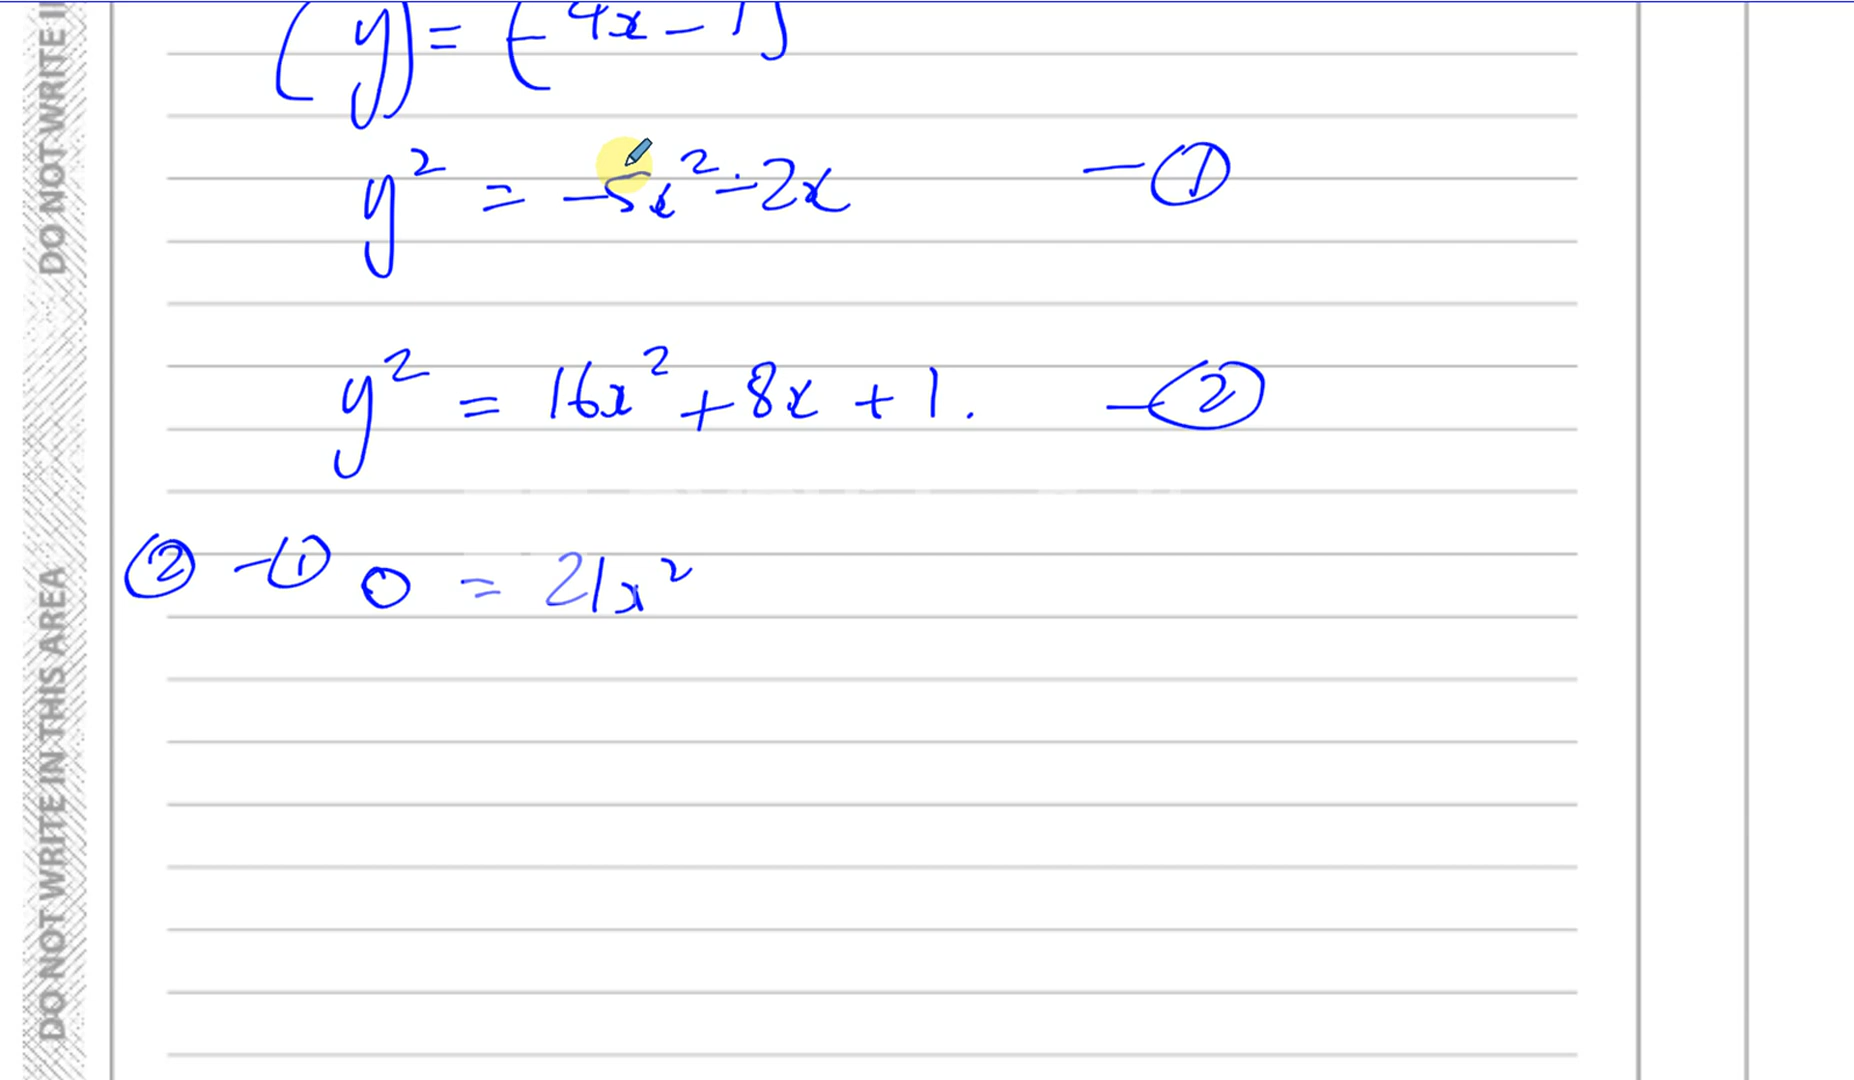 (y) = (-4x - 1)
y² = -5x² - 2x - ①
y² = 16x² + 8x + 1. - ②
② - ① 0 = 21x²
DO NOT WRITE IN
DO NOT WRITE IN THIS AREA